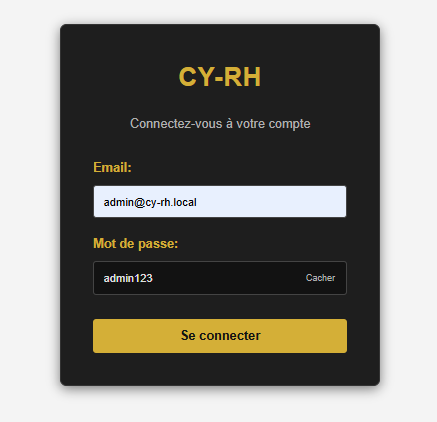 CY-RH
Connectez-vous à votre compte
Email:
admin@cy-rh.local
Mot de passe:
admin123 Cacher
Se connecter